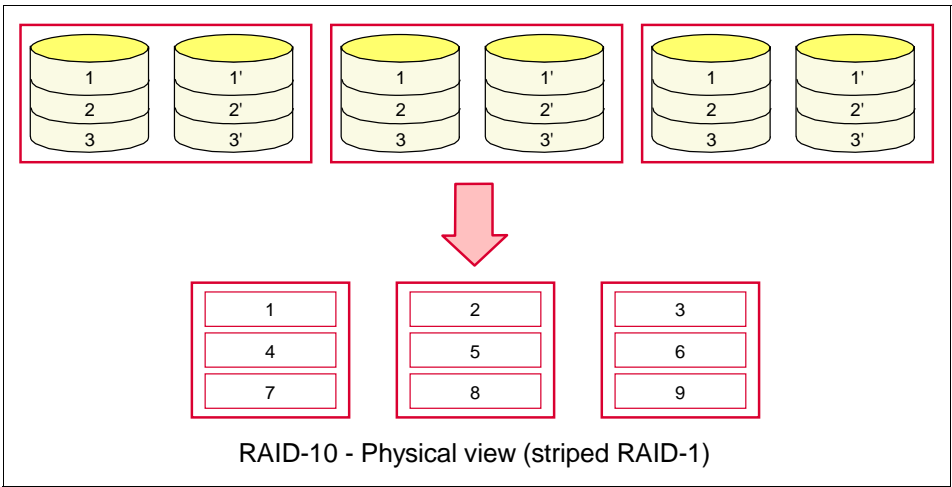 1 1' 1 1' 1 1'
2 2' 2 2' 2 2'
3 3' 3 3' 3 3'
1 2 3
4 5 6
7 8 9
RAID-10 - Physical view (striped RAID-1)